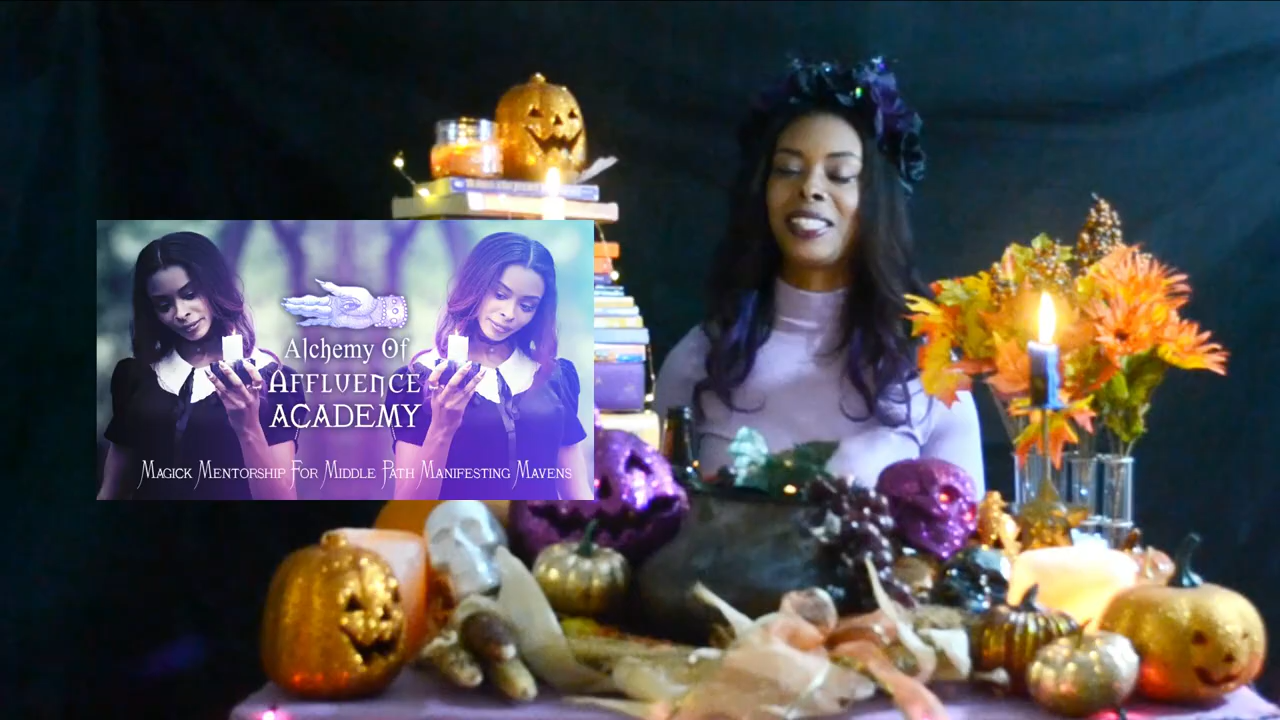 Alchemy Of
AFFLUENCE
ACADEMY
Magick Mentorship For Middle Path Manifesting Mavens